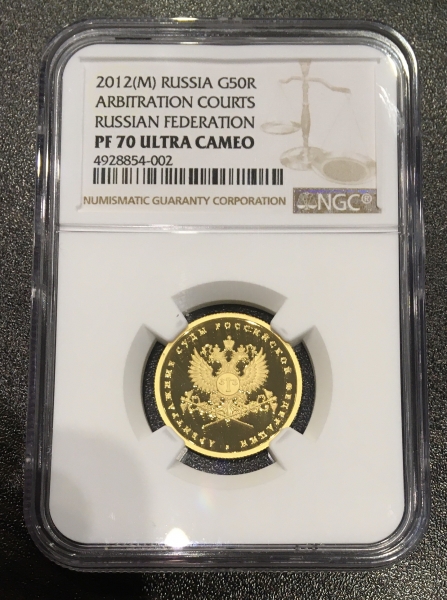 2012(M) RUSSIA G50R
ARBITRATION COURTS
RUSSIAN FEDERATION
PF 70 ULTRA CAMEO
4928854-002
NUMISMATIC GUARANTY CORPORATION
NGC®
АРБИТРАЖНЫЕ СУДЫ РОССИЙСКОЙ ФЕДЕРАЦИИ